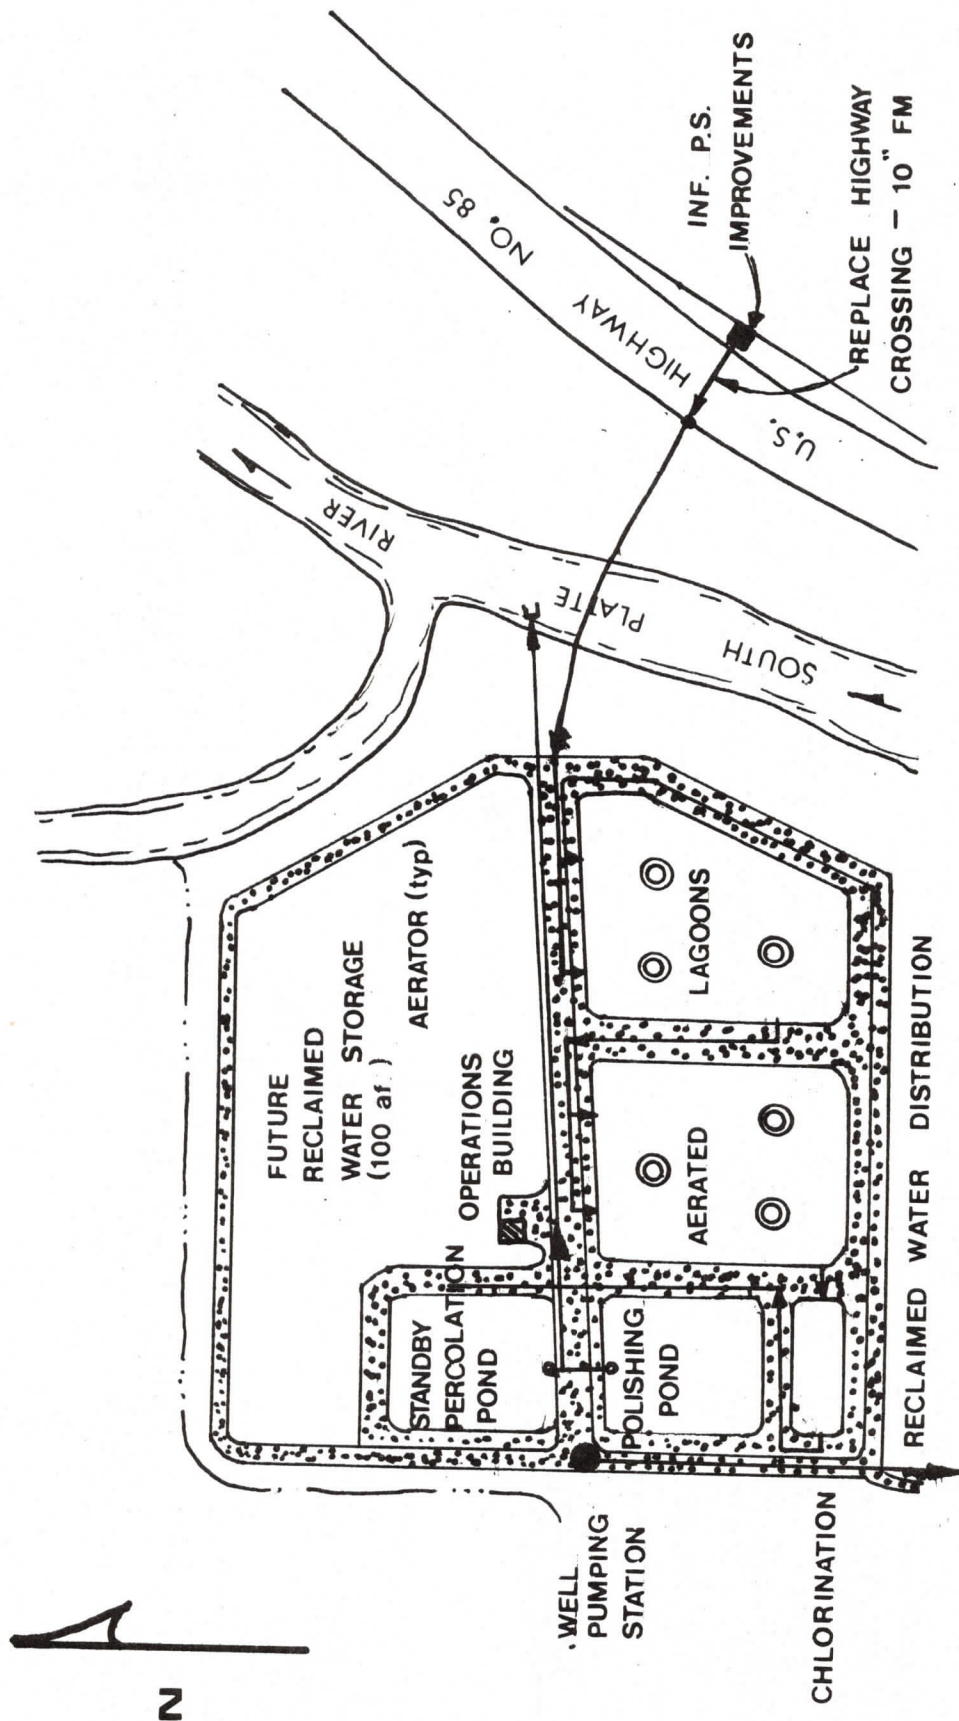 N
FUTURE
RECLAIMED
WATER STORAGE
(100 af )
AERATOR (typ)
OPERATIONS
BUILDING
STANDBY
PERCOLATION
POND
WELL
PUMPING
STATION
POLISHING
POND
AERATED
LAGOONS
CHLORINATION
RECLAIMED WATER DISTRIBUTION
SOUTH
PLATTE
RIVER
U.S.
HIGHWAY
NO. 85
INF. P.S.
IMPROVEMENTS
REPLACE HIGHWAY
CROSSING - 10" FM